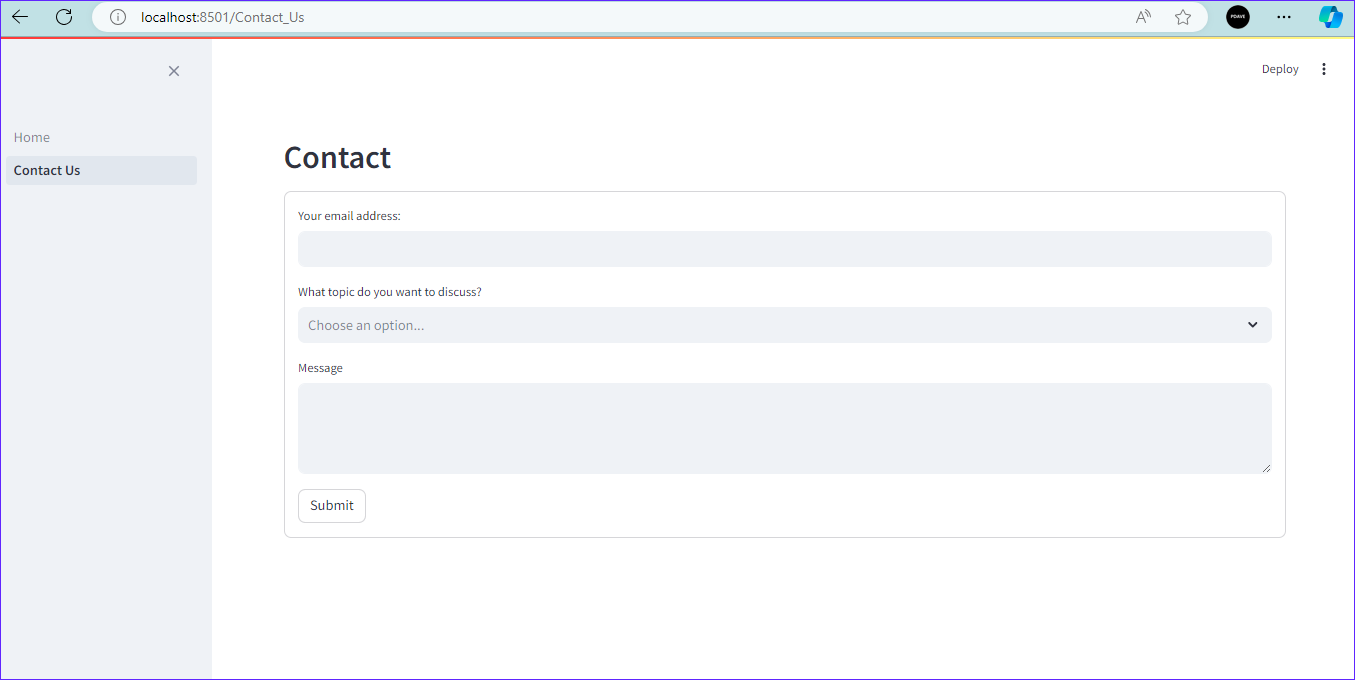 localhost:8501/Contact_Us
A
PDAVE
Deploy
Home
Contact Us
Contact
Your email address:
What topic do you want to discuss?
Choose an option...
Message
Submit